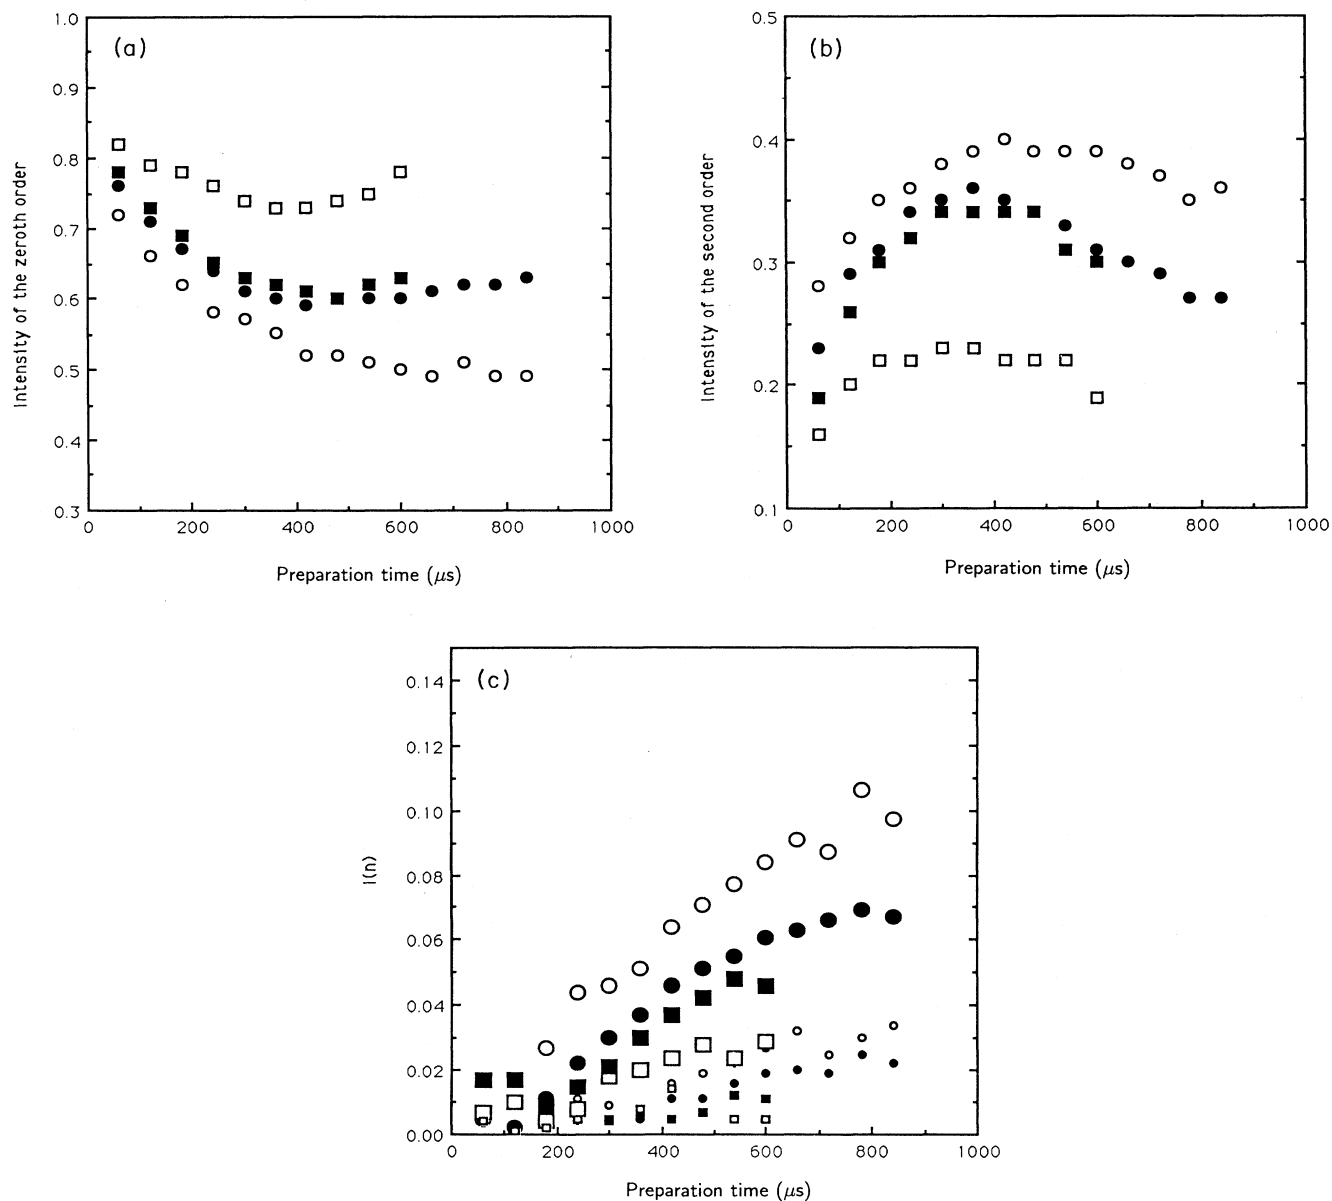 (a)
1.0
0.9
0.8
0.7
0.6
0.5
0.4
0.3
Intensity of the zeroth order
0 200 400 600 800 1000
Preparation time (μs)
(b)
0.5
0.4
0.3
0.2
0.1
Intensity of the second order
0 200 400 600 800 1000
Preparation time (μs)
(c)
0.14
0.12
0.10
0.08
0.06
0.04
0.02
0.00
I(n)
0 200 400 600 800 1000
Preparation time (μs)